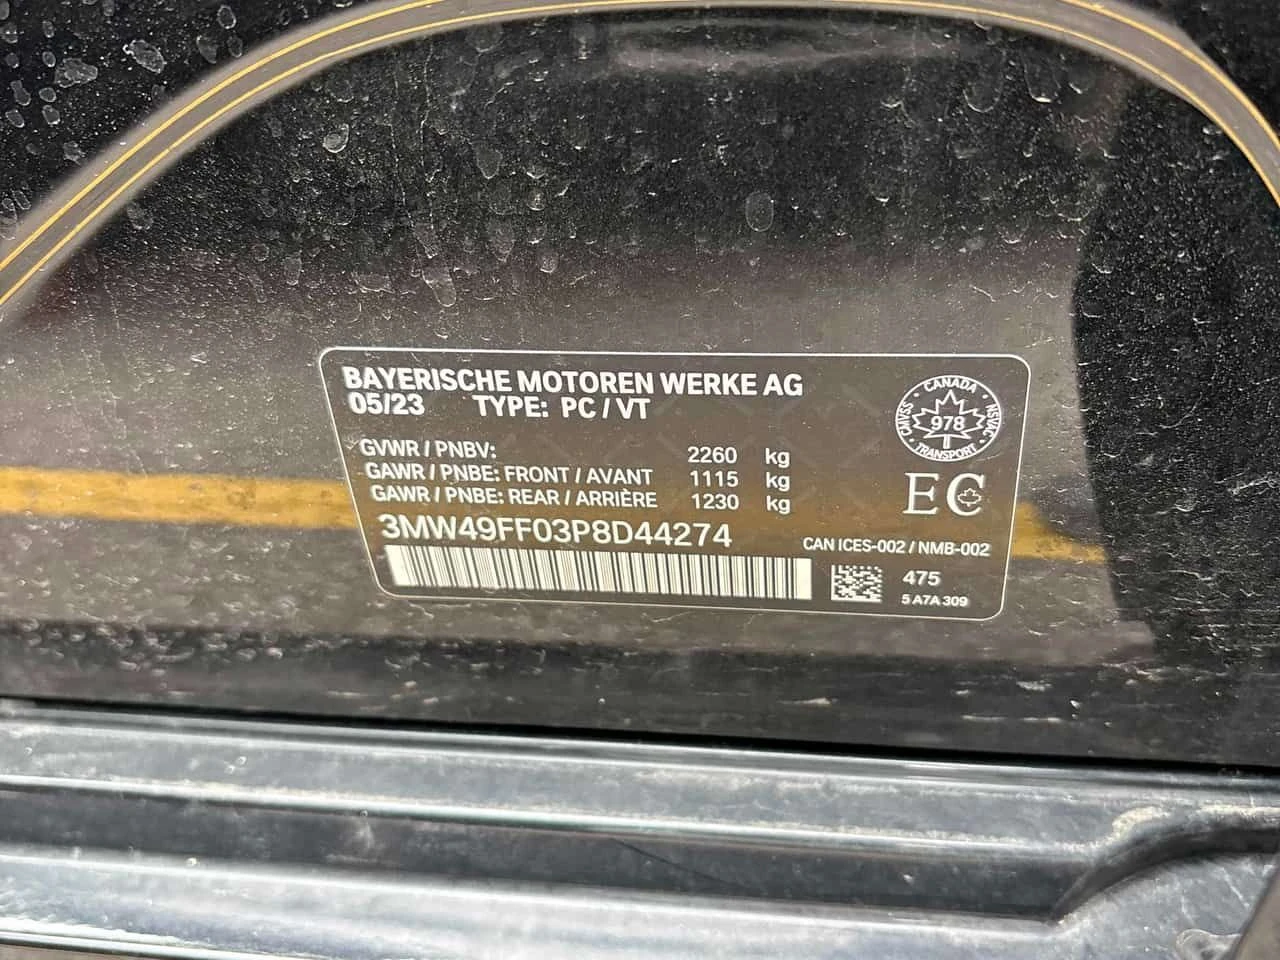 BAYERISCHE MOTOREN WERKE AG
05/23 TYPE: PC / VT
GVWR / PNBV: 2260 kg
GAWR / PNBE: FRONT / AVANT 1115 kg
GAWR / PNBE: REAR / ARRIÈRE 1230 kg
3MW49FF03P8D44274
CANADA
CMVSS 978 NSVAC
TRANSPORT
EC
CAN ICES-002 / NMB-002
475
5 A7A 309